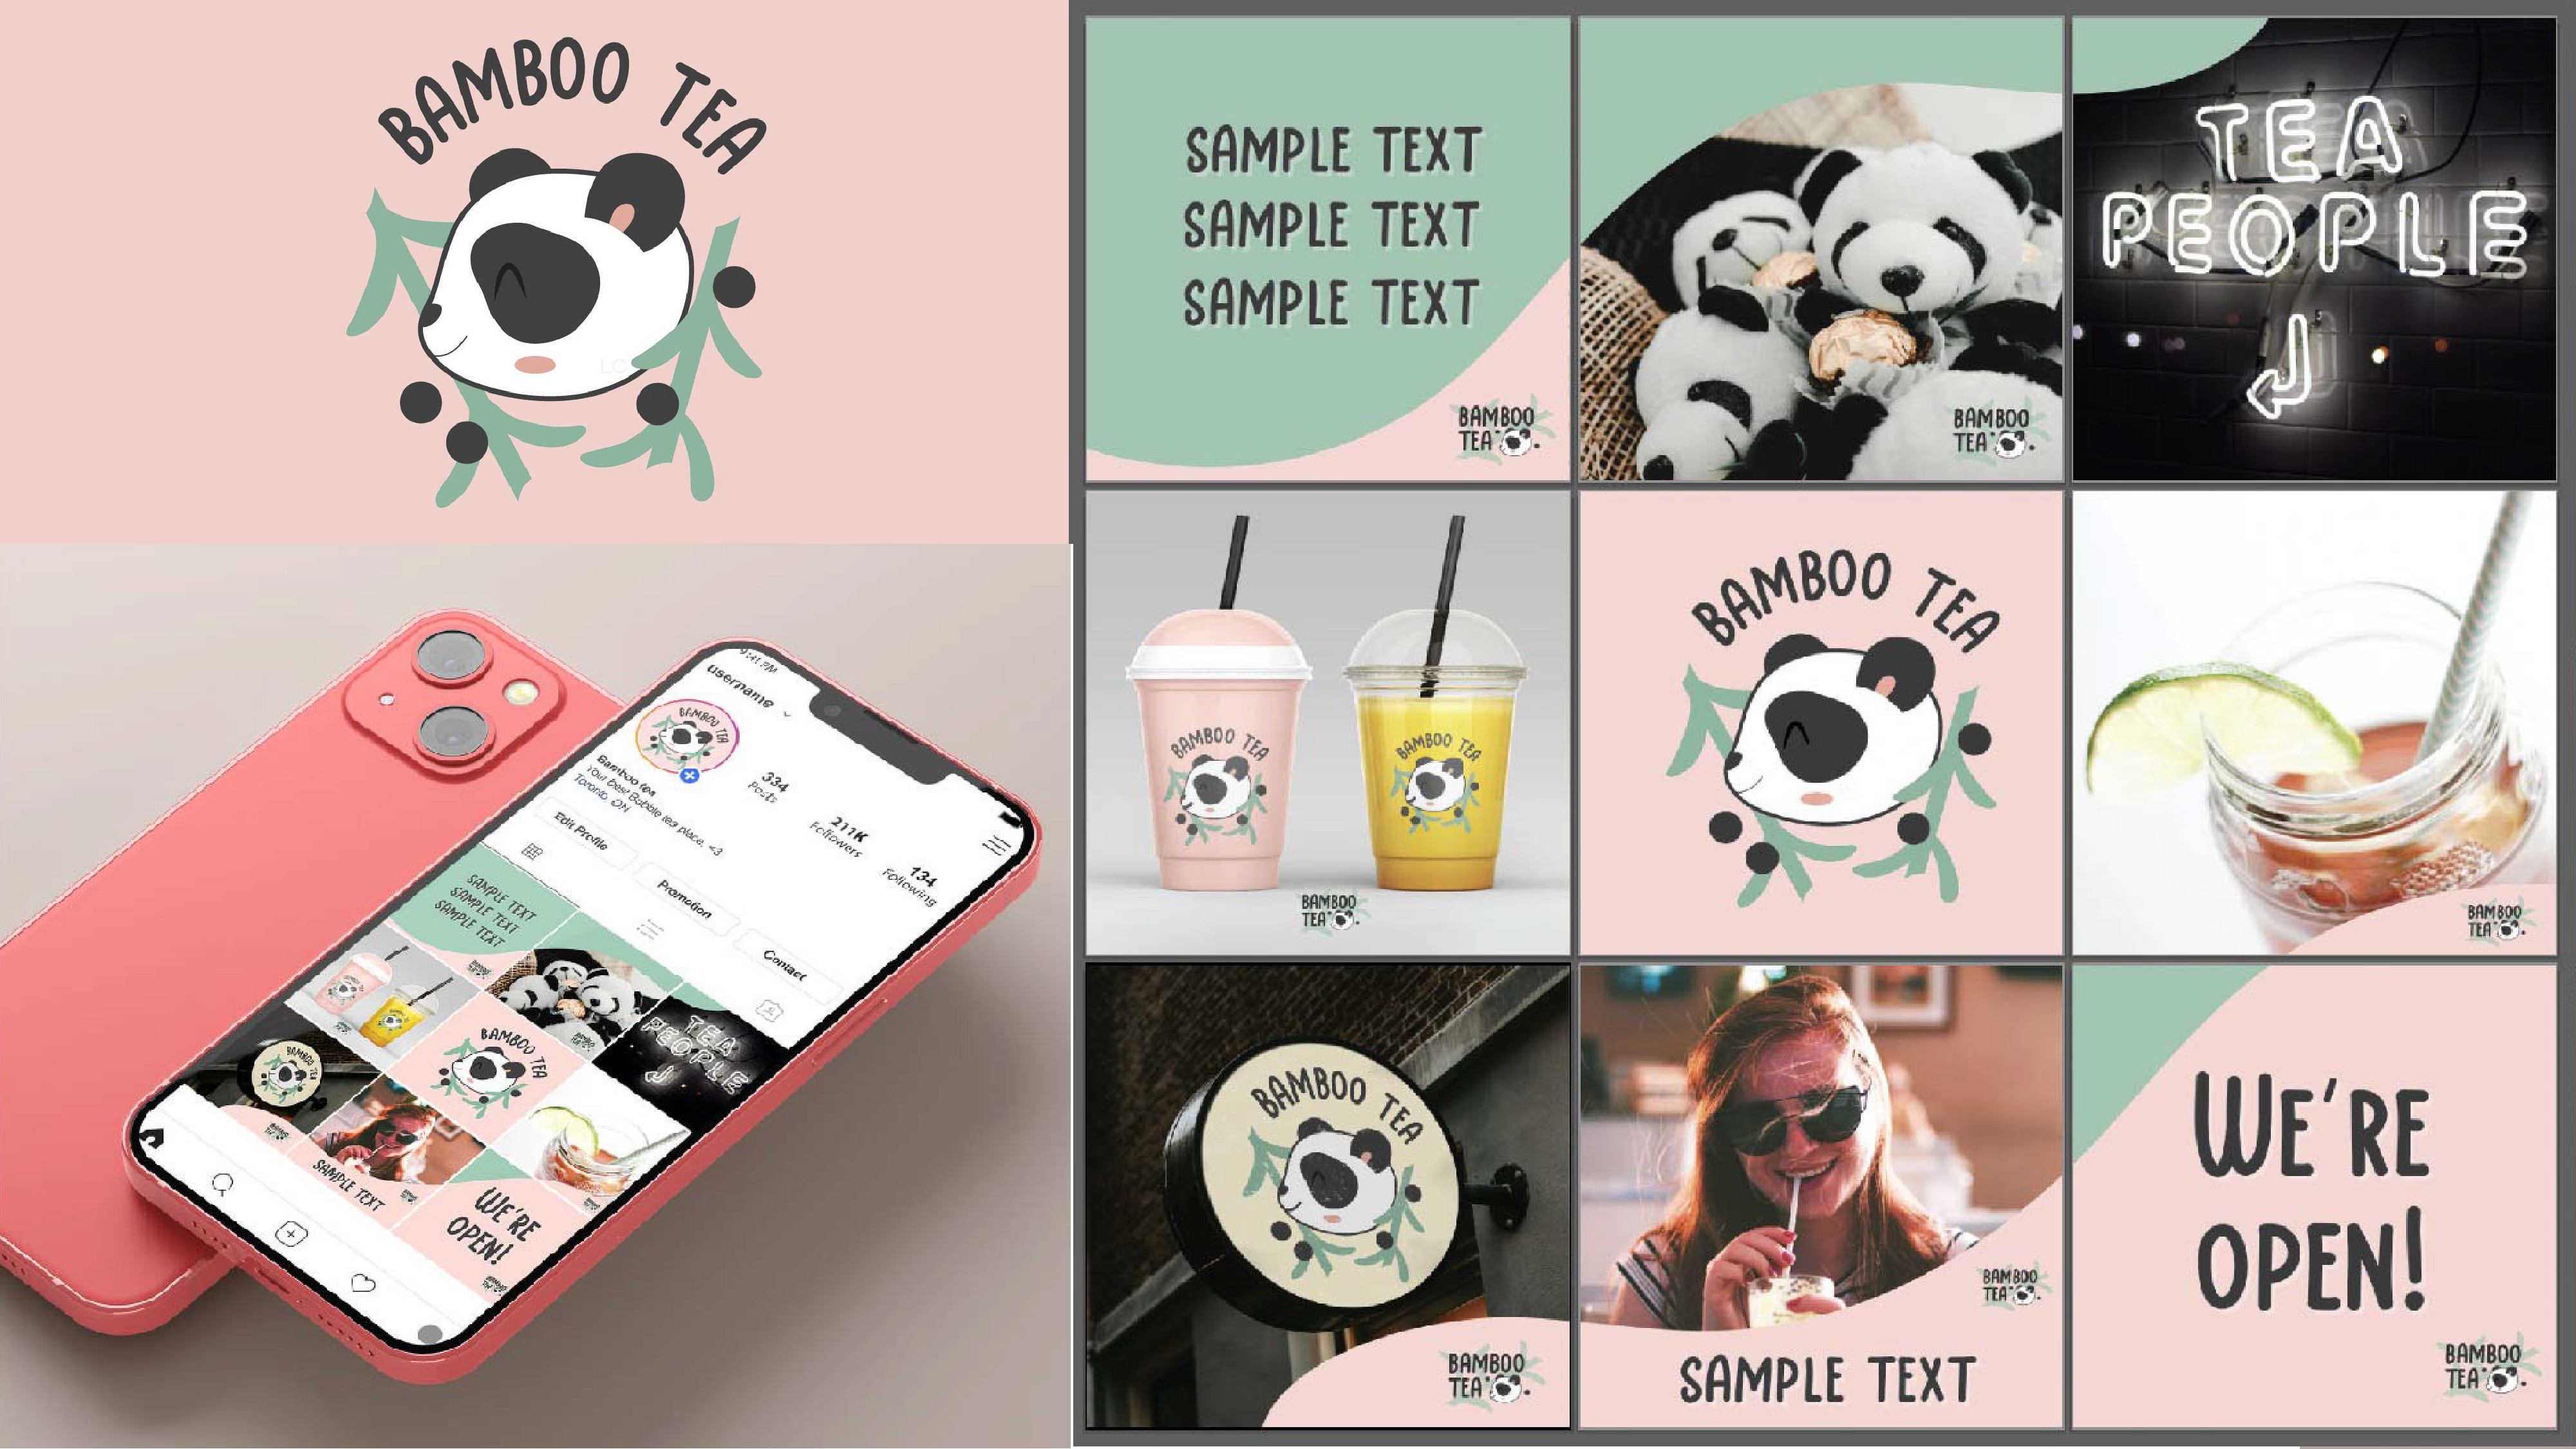 BAMBOO TEA
LC
9:41 PM
username
BAMBOO TEA
334
Posts
211K
Followers
134
Following
Bamboo tea
Your best Bubble tea place. <3
Toronto, ON
Edit Profile
Promotion
Contact
SAMPLE TEXT
SAMPLE TEXT
SAMPLE TEXT
TEA
PEOPLE
BAMBOO TEA
BAMBOO TEA
SAMPLE TEXT
WE'RE
OPEN!
SAMPLE TEXT
SAMPLE TEXT
SAMPLE TEXT
BAMBOO
TEA
BAMBOO
TEA
TEA
PEOPLE
BAMBOO TEA
BAMBOO TEA
BAMBOO
TEA
BAMBOO TEA
BAMBOO
TEA
BAMBOO TEA
BAMBOO
TEA
BAMBOO
TEA
SAMPLE TEXT
WE'RE
OPEN!
BAMBOO
TEA